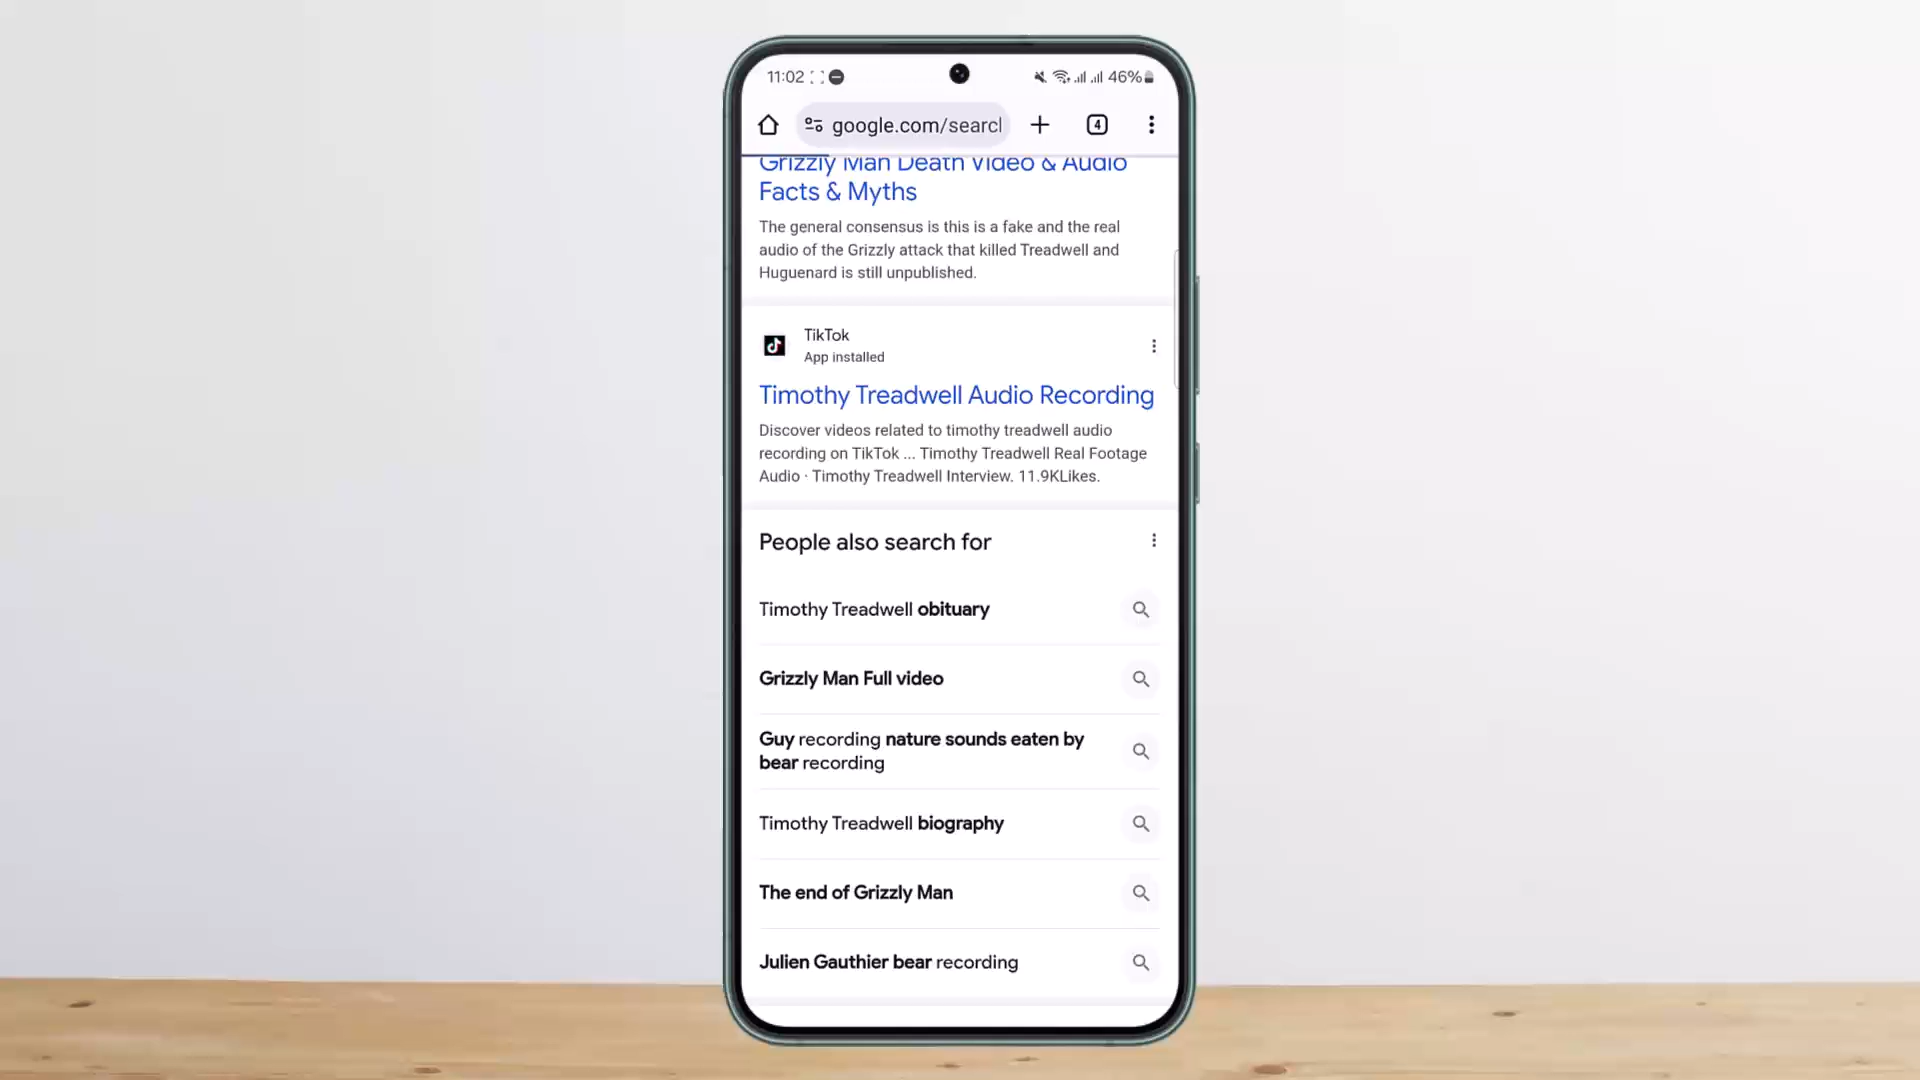 11:02
46%
google.com/search
4
Grizzly Man Death Video & Audio
Facts & Myths
The general consensus is this is a fake and the real
audio of the Grizzly attack that killed Treadwell and
Huguenard is still unpublished.
TikTok
App installed
Timothy Treadwell Audio Recording
Discover videos related to timothy treadwell audio
recording on TikTok ... Timothy Treadwell Real Footage
Audio · Timothy Treadwell Interview. 11.9KLikes.
People also search for
Timothy Treadwell obituary
Grizzly Man Full video
Guy recording nature sounds eaten by
bear recording
Timothy Treadwell biography
The end of Grizzly Man
Julien Gauthier bear recording